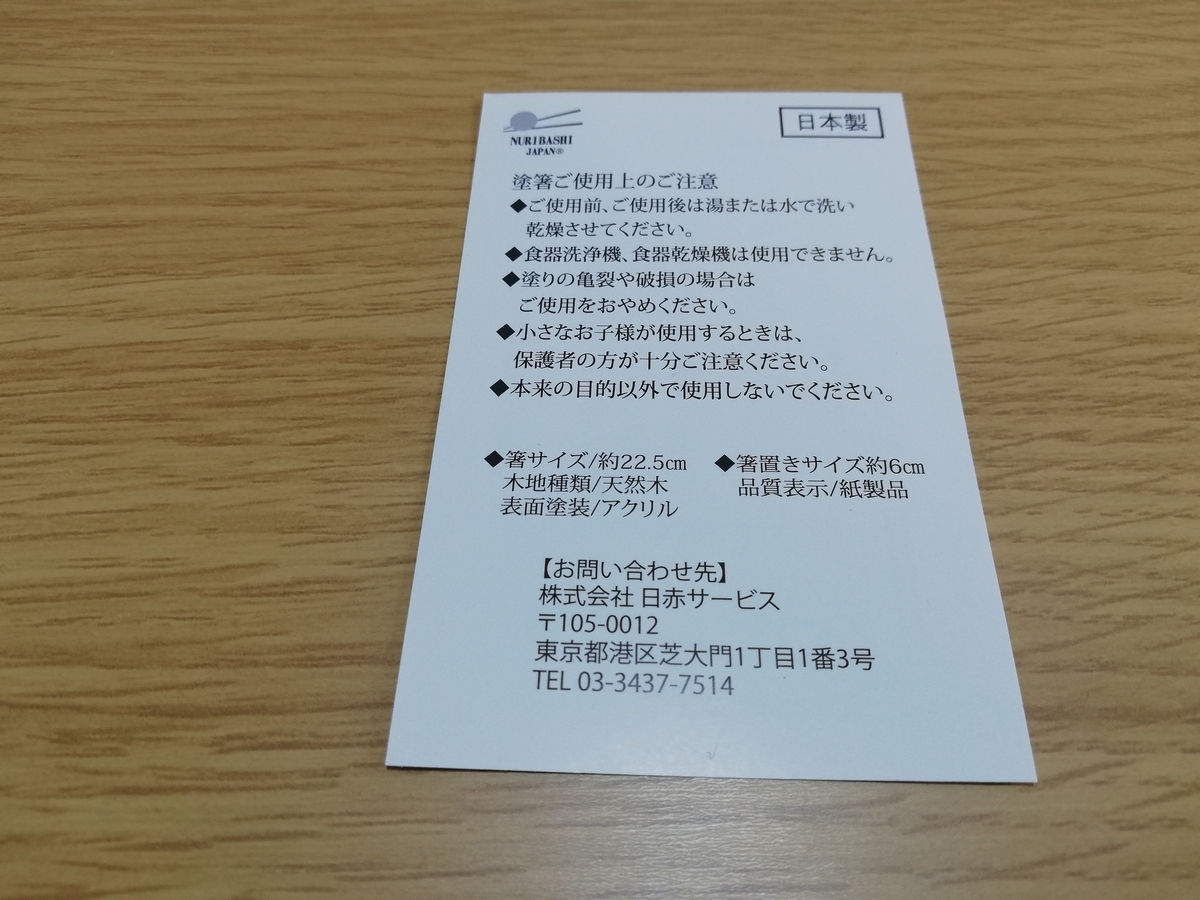 NURIBASHI
JAPAN®
日本製
塗箸ご使用上のご注意
◆ご使用前、ご使用後は湯または水で洗い
乾燥させてください。
◆食器洗浄機、食器乾燥機は使用できません。
◆塗りの亀裂や破損の場合は
ご使用をおやめください。
◆小さなお子様が使用するときは、
保護者の方が十分ご注意ください。
◆本来の目的以外で使用しないでください。
◆箸サイズ/約22.5㎝
木地種類/天然木
表面塗装/アクリル
◆箸置きサイズ約6㎝
品質表示/紙製品
【お問い合わせ先】
株式会社 日赤サービス
〒105-0012
東京都港区芝大門1丁目1番3号
TEL 03-3437-7514